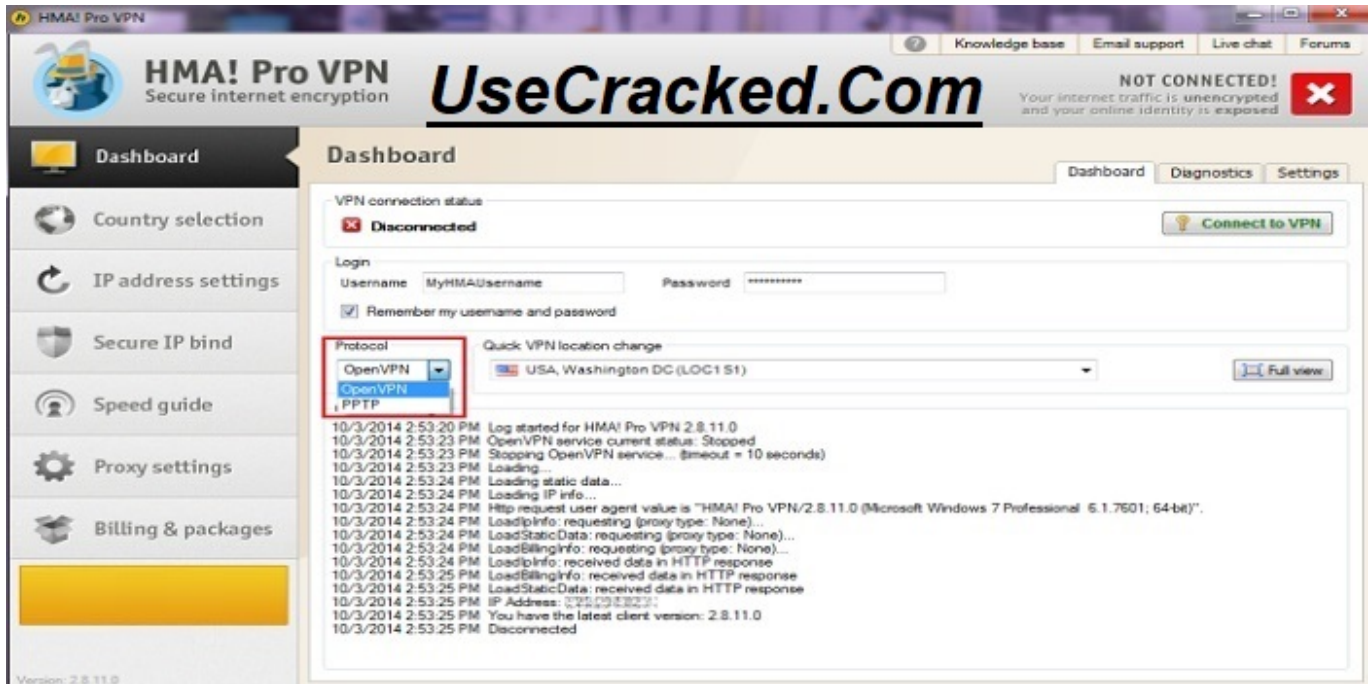 HMA! Pro VPN
Knowledge base Email support Live chat Forums
HMA! Pro VPN
Secure internet encryption
UseCracked.Com
NOT CONNECTED!
Your internet traffic is unencrypted
and your online identity is exposed
Dashboard
Country selection
IP address settings
Secure IP bind
Speed guide
Proxy settings
Billing & packages
Version: 2.8.11.0
Dashboard
Dashboard Diagnostics Settings
VPN connection status
Disconnected
Connect to VPN
Login
Username MyHMAUsername Password **********
Remember my username and password
Protocol
OpenVPN
OpenVPN
PPTP
Quick VPN location change
USA, Washington DC (LOC1 S1)
Full view
10/3/2014 2:53:20 PM Log started for HMA! Pro VPN 2.8.11.0
10/3/2014 2:53:23 PM OpenVPN service current status: Stopped
10/3/2014 2:53:23 PM Stopping OpenVPN service... (timeout = 10 seconds)
10/3/2014 2:53:23 PM Loading...
10/3/2014 2:53:24 PM Loading static data...
10/3/2014 2:53:24 PM Loading IP info...
10/3/2014 2:53:24 PM Http request user agent value is "HMA! Pro VPN/2.8.11.0 (Microsoft Windows 7 Professional 6.1.7601; 64-bit)".
10/3/2014 2:53:24 PM LoadIpInfo: requesting (proxy type: None)...
10/3/2014 2:53:24 PM LoadStaticData: requesting (proxy type: None)...
10/3/2014 2:53:24 PM LoadBillingInfo: requesting (proxy type: None)...
10/3/2014 2:53:24 PM LoadIpInfo: received data in HTTP response
10/3/2014 2:53:25 PM LoadBillingInfo: received data in HTTP response
10/3/2014 2:53:25 PM LoadStaticData: received data in HTTP response
10/3/2014 2:53:25 PM IP Address:
10/3/2014 2:53:25 PM You have the latest client version: 2.8.11.0
10/3/2014 2:53:25 PM Disconnected